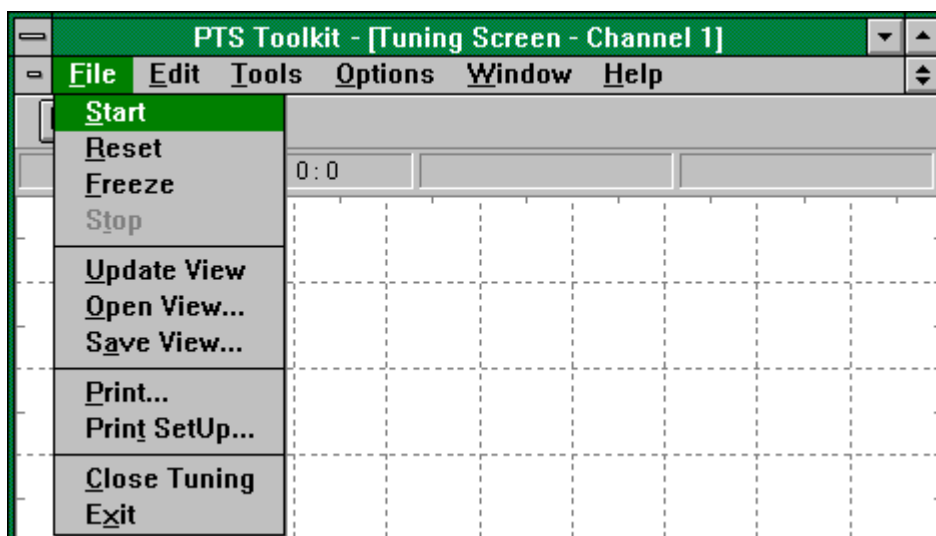 PTS Toolkit - [Tuning Screen - Channel 1]
File Edit Tools Options Window Help
Start
Reset
0:0
Freeze
Stop
Update View
Open View...
Save View...
Print...
Print SetUp...
Close Tuning
Exit